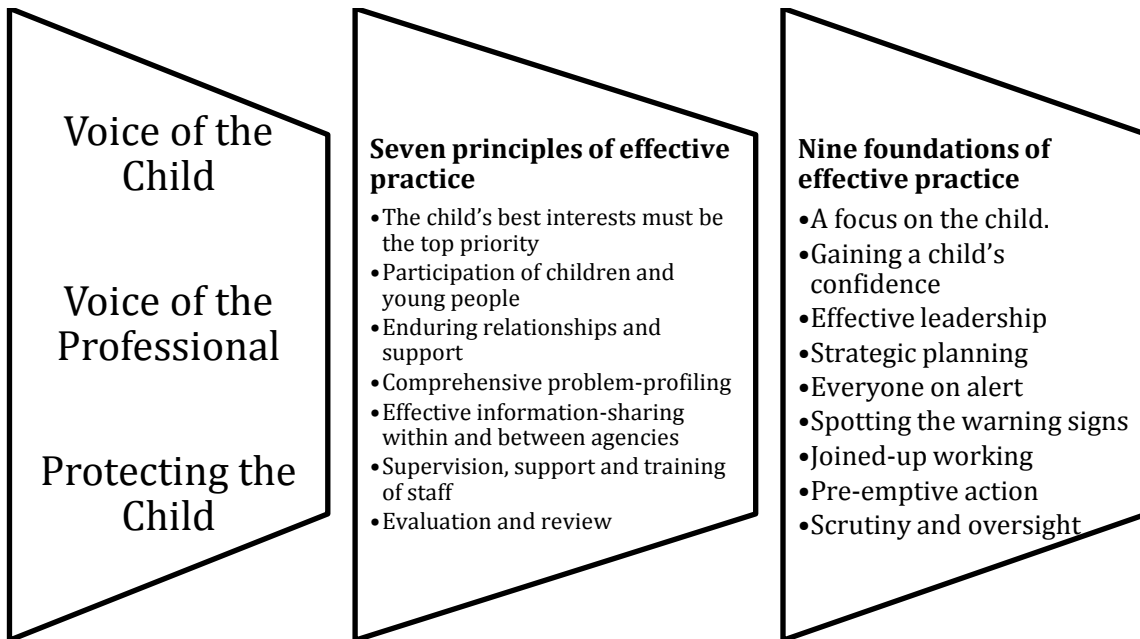 Voice of the
Child
Voice of the
Professional
Protecting the
Child
Seven principles of effective
practice
•The child’s best interests must be
the top priority
•Participation of children and
young people
•Enduring relationships and
support
•Comprehensive problem-profiling
•Effective information-sharing
within and between agencies
•Supervision, support and training
of staff
•Evaluation and review
Nine foundations of
effective practice
•A focus on the child.
•Gaining a child’s
confidence
•Effective leadership
•Strategic planning
•Everyone on alert
•Spotting the warning signs
•Joined-up working
•Pre-emptive action
•Scrutiny and oversight